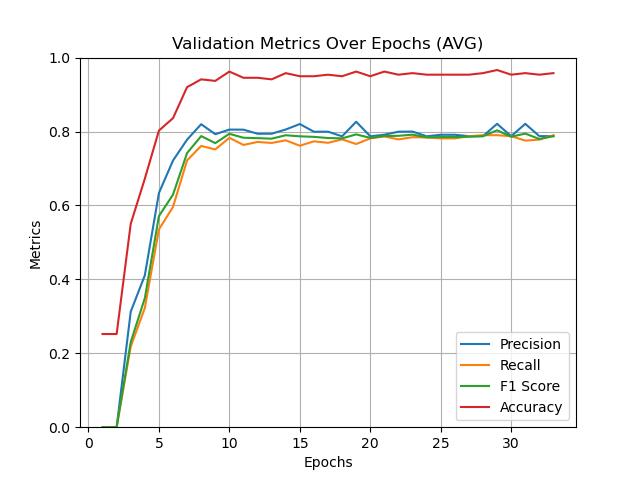 Validation Metrics Over Epochs (AVG)
1.0
0.8
0.6
0.4
0.2
0.0
Metrics
0 5 10 15 20 25 30
Epochs
Precision
Recall
F1 Score
Accuracy